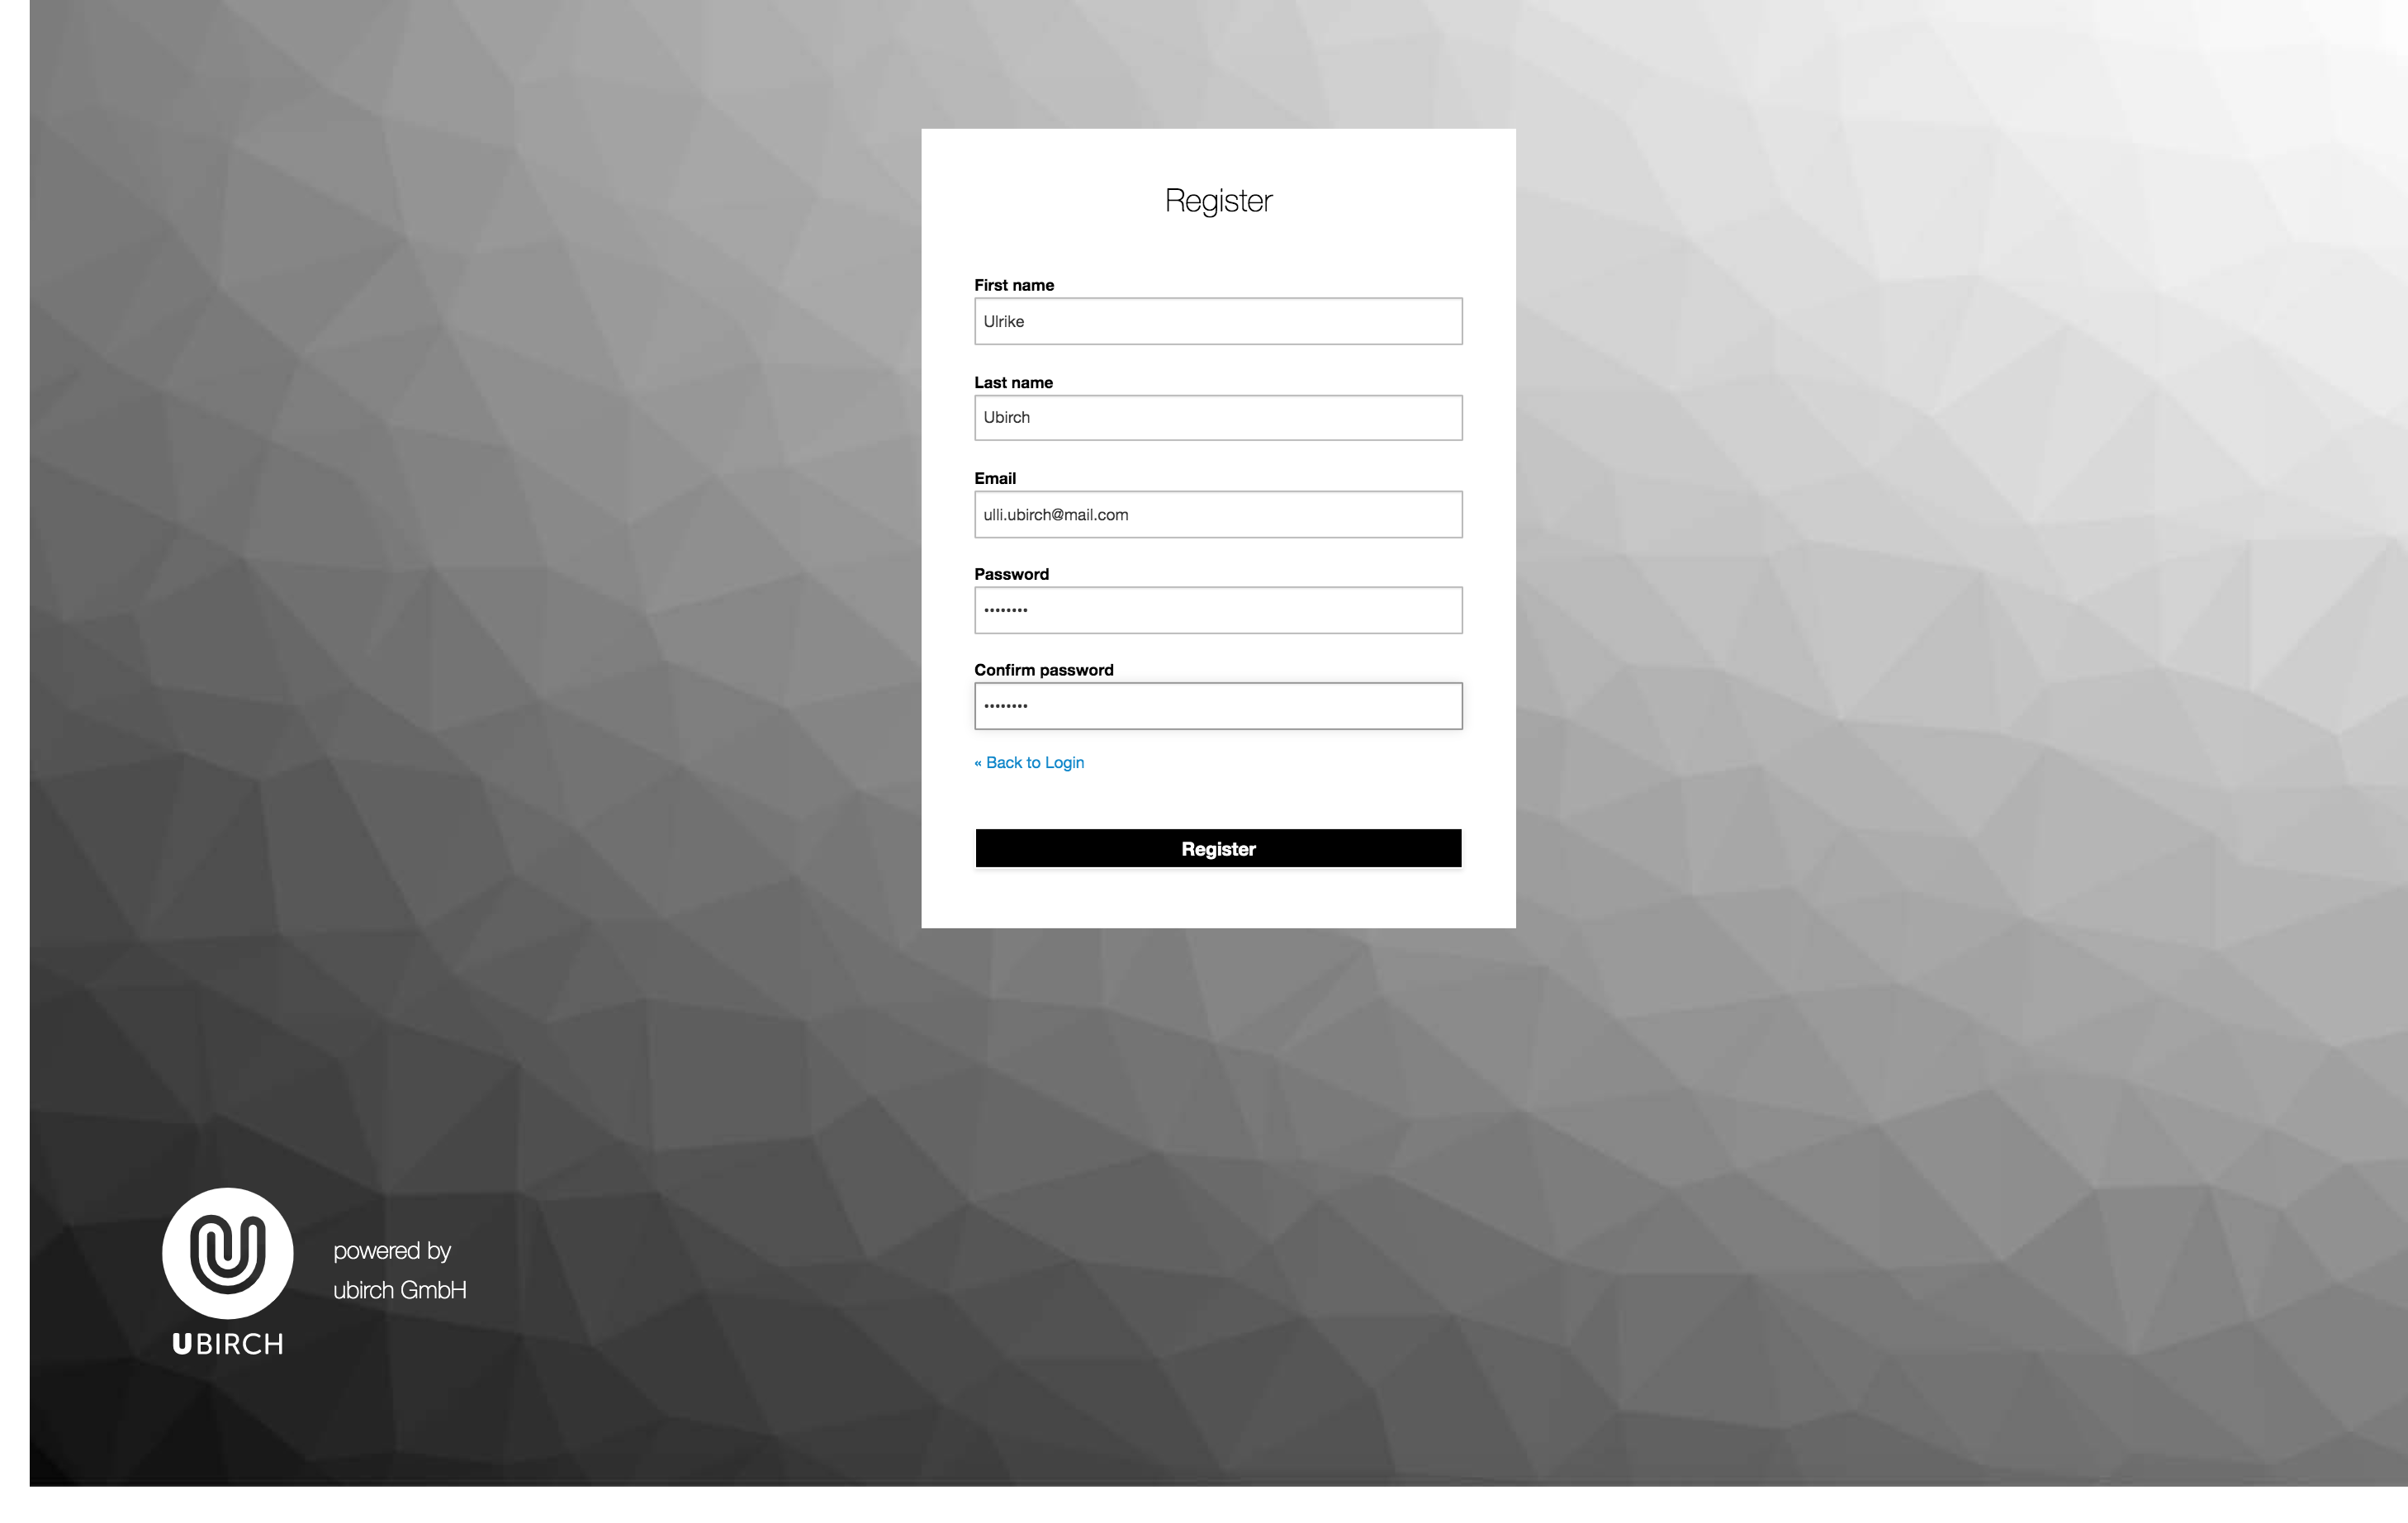 Register
First name
Ulrike
Last name
Ubirch
Email
ulli.ubirch@mail.com
Password
••••••••
Confirm password
••••••••
« Back to Login
Register
powered by
ubirch GmbH
UBIRCH